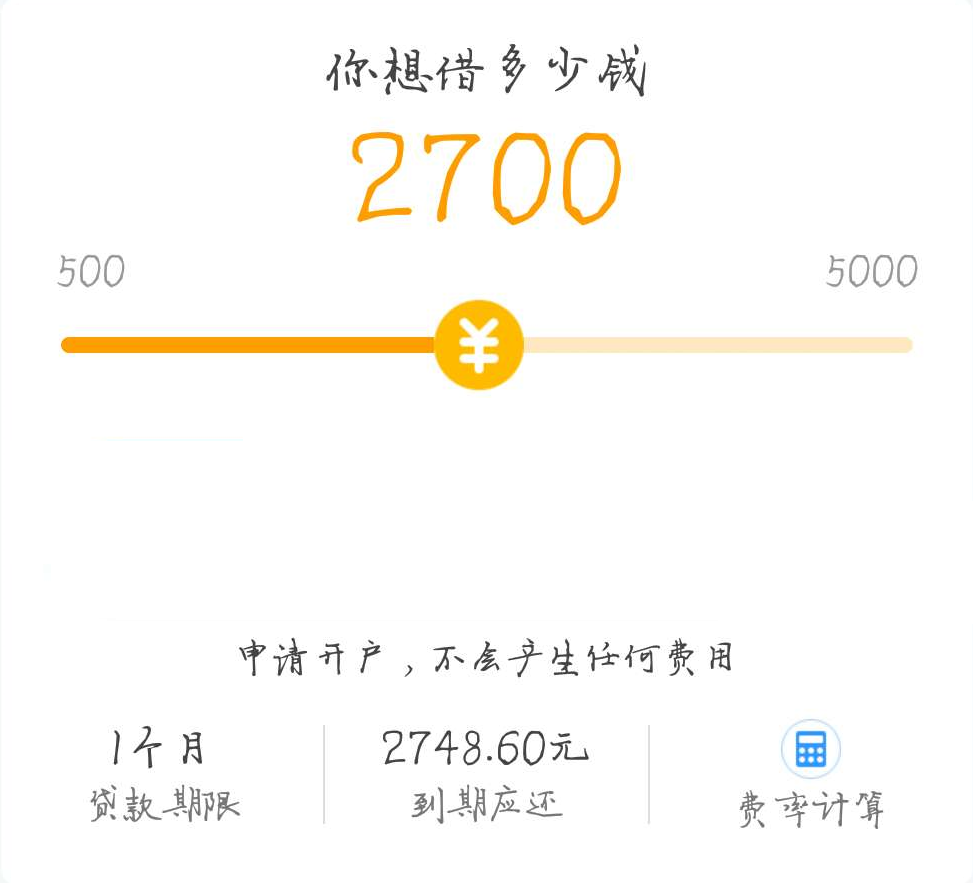 你想借多少钱
2700
500 5000
¥
申请开户，不会产生任何费用
1个月 2748.60元
贷款期限 到期应还 费率计算